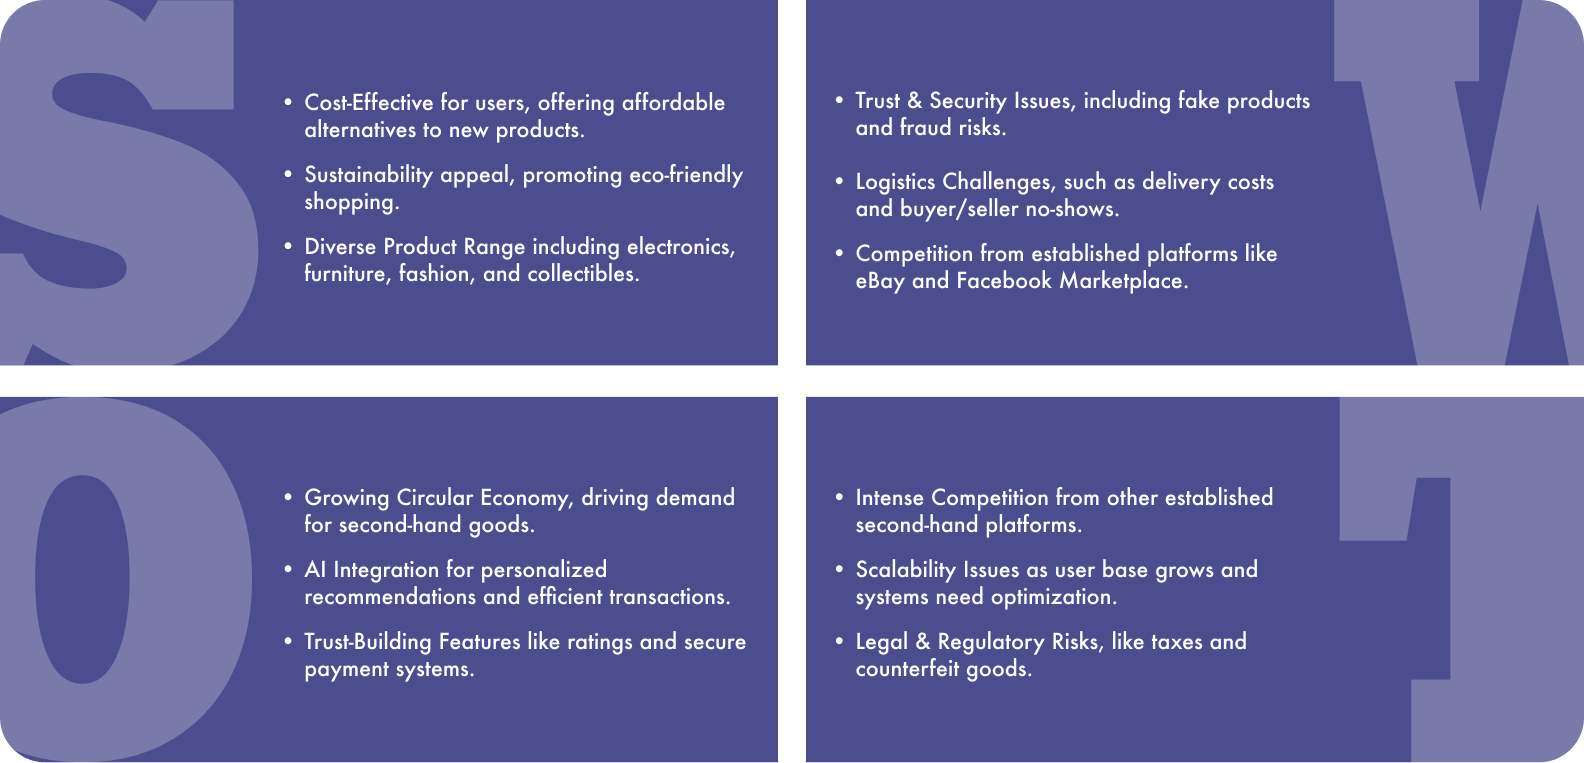 S
• Cost-Effective for users, offering affordable
alternatives to new products.
• Sustainability appeal, promoting eco-friendly
shopping.
• Diverse Product Range including electronics,
furniture, fashion, and collectibles.
W
• Trust & Security Issues, including fake products
and fraud risks.
• Logistics Challenges, such as delivery costs
and buyer/seller no-shows.
• Competition from established platforms like
eBay and Facebook Marketplace.
O
• Growing Circular Economy, driving demand
for second-hand goods.
• AI Integration for personalized
recommendations and efficient transactions.
• Trust-Building Features like ratings and secure
payment systems.
T
• Intense Competition from other established
second-hand platforms.
• Scalability Issues as user base grows and
systems need optimization.
• Legal & Regulatory Risks, like taxes and
counterfeit goods.